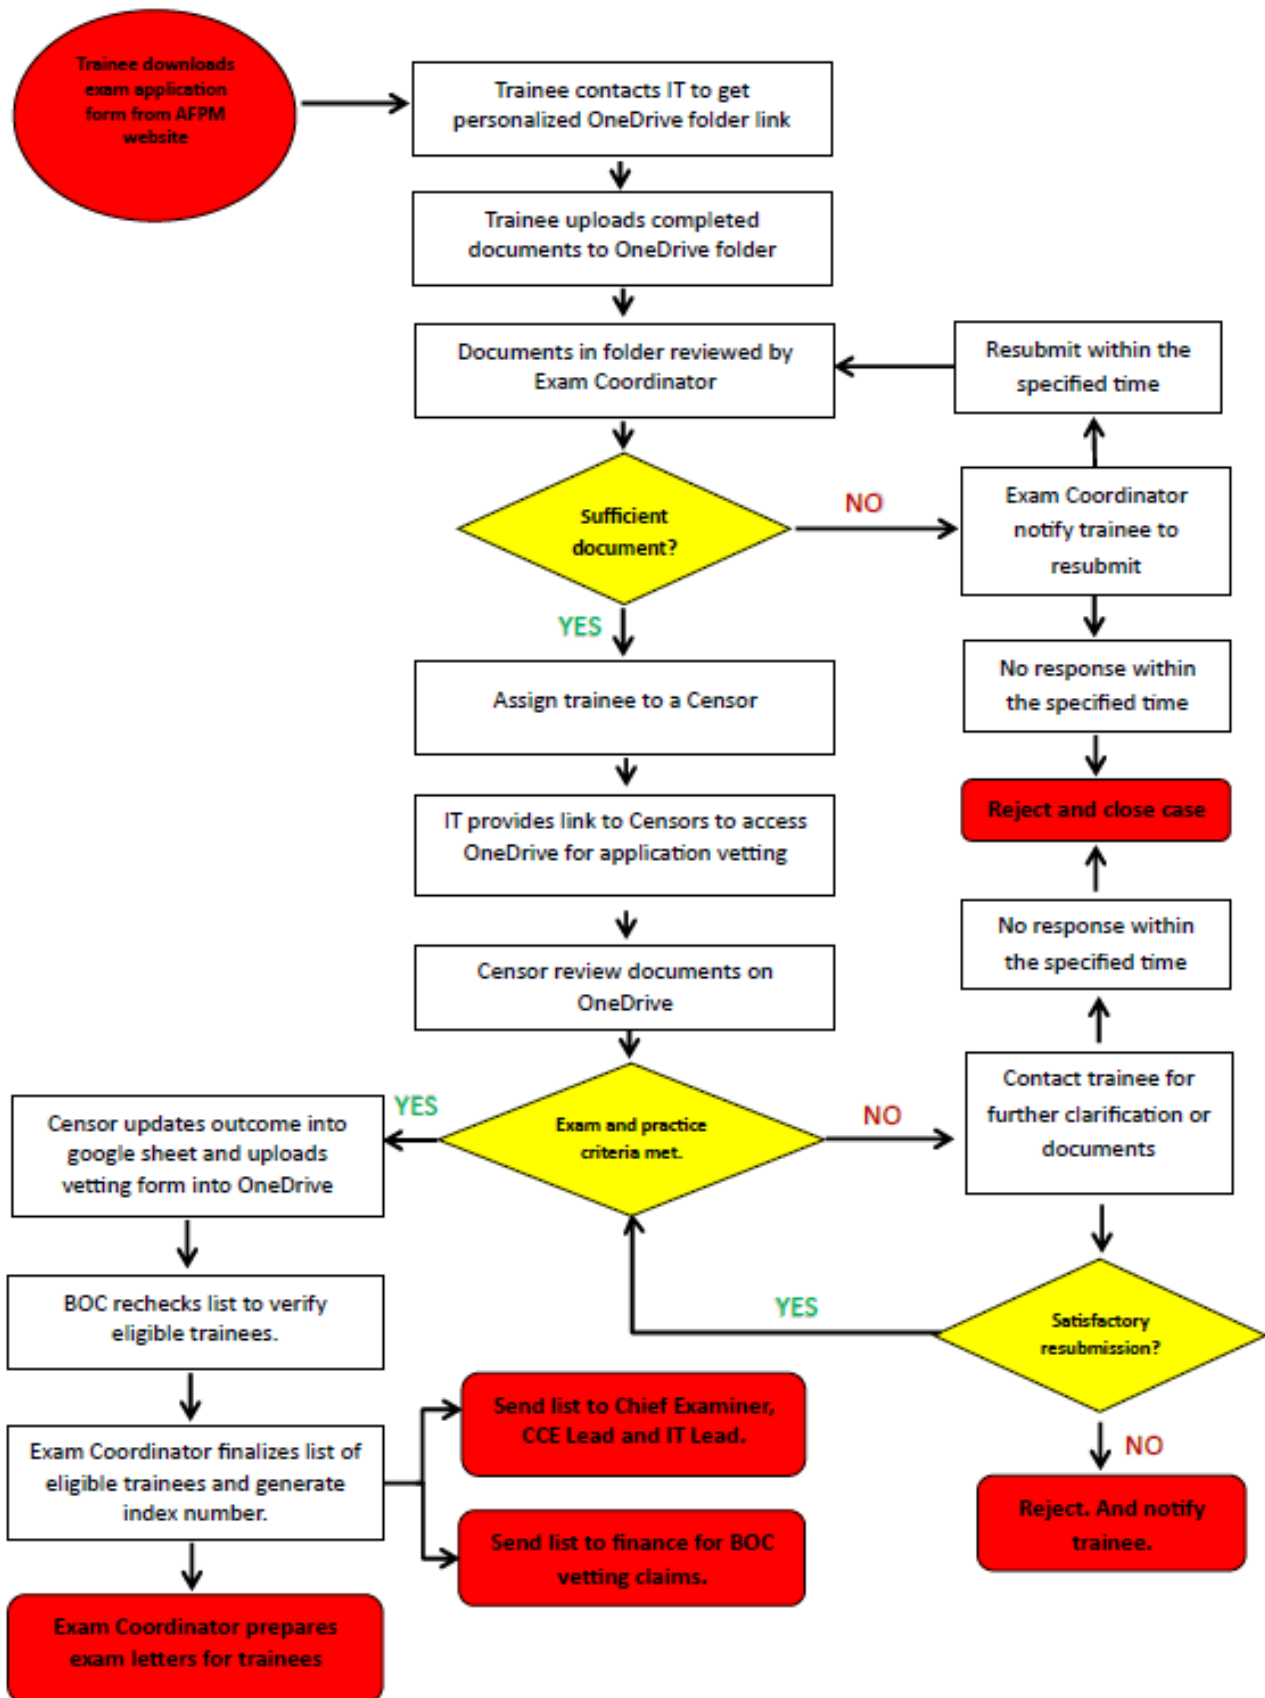 Trainee downloads
exam application
form from AFPM
website
Trainee contacts IT to get
personalized OneDrive folder link
Trainee uploads completed
documents to OneDrive folder
Documents in folder reviewed by
Exam Coordinator
Resubmit within the
specified time
Sufficient
document?
NO
Exam Coordinator
notify trainee to
resubmit
YES
No response within
the specified time
Assign trainee to a Censor
Reject and close case
IT provides link to Censors to access
OneDrive for application vetting
No response within
the specified time
Censor review documents on
OneDrive
Contact trainee for
further clarification or
documents
Exam and practice
criteria met.
YES
NO
Censor updates outcome into
google sheet and uploads
vetting form into OneDrive
BOC rechecks list to verify
eligible trainees.
YES
Satisfactory
resubmission?
NO
Reject. And notify
trainee.
Exam Coordinator finalizes list of
eligible trainees and generate
index number.
Send list to Chief Examiner,
CCE Lead and IT Lead.
Send list to finance for BOC
vetting claims.
Exam Coordinator prepares
exam letters for trainees